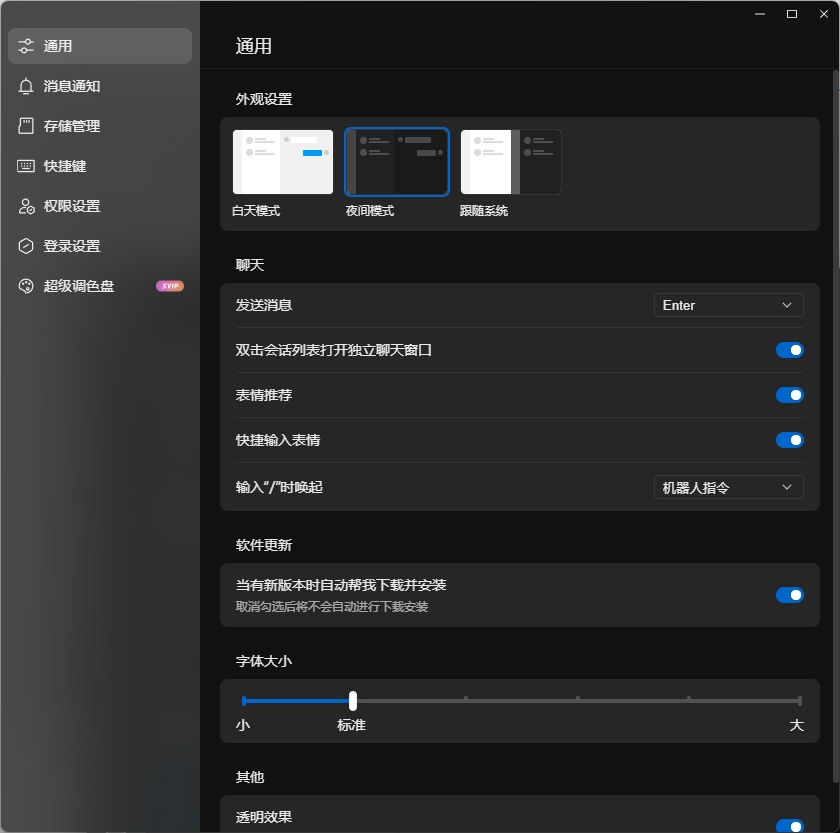 通用
消息通知
存储管理
快捷键
权限设置
登录设置
超级调色盘
SVIP
通用
外观设置
白天模式
夜间模式
跟随系统
聊天
发送消息
Enter
双击会话列表打开独立聊天窗口
表情推荐
快捷输入表情
输入"/"时唤起
机器人指令
软件更新
当有新版本时自动帮我下载并安装
取消勾选后将不会自动进行下载安装
字体大小
小
标准
大
其他
透明效果